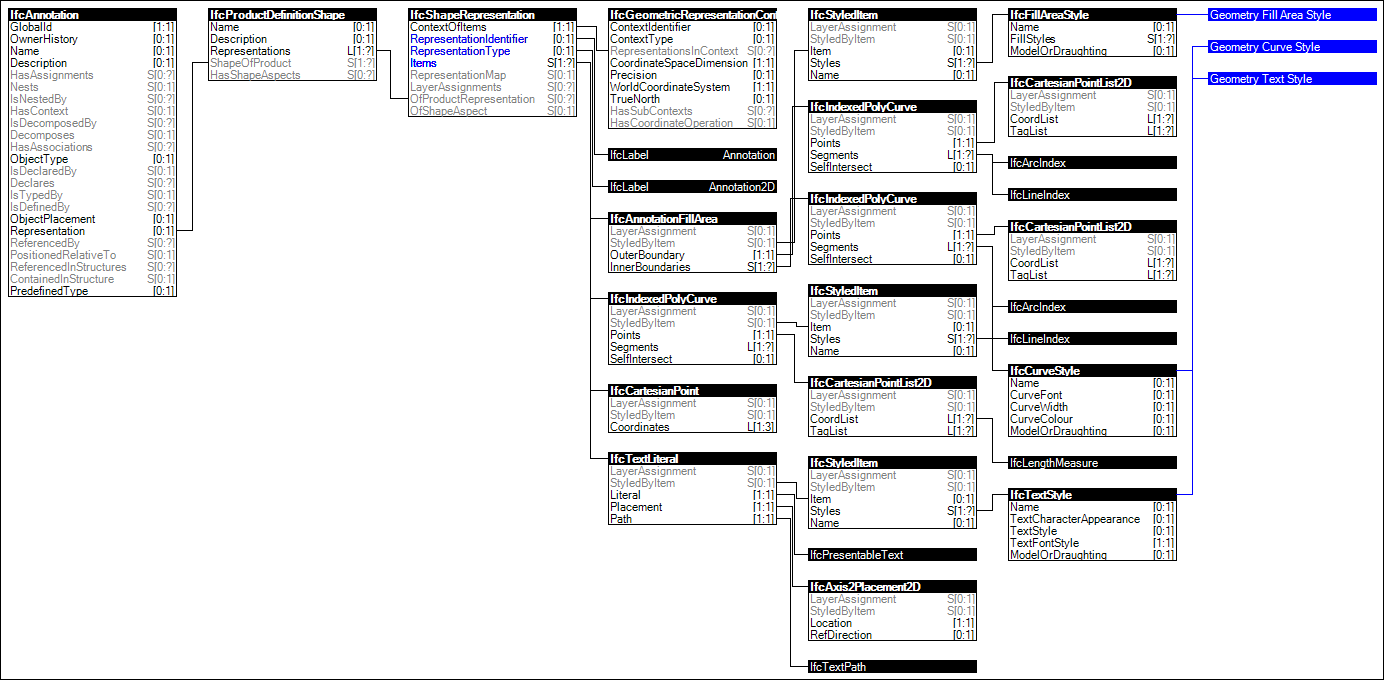 IfcAnnotation
GlobalId [1:1]
OwnerHistory [0:1]
Name [0:1]
Description [0:1]
HasAssignments S[0:?]
Nests S[0:1]
IsNestedBy S[0:?]
HasContext S[0:1]
IsDecomposedBy S[0:?]
Decomposes S[0:1]
HasAssociations S[0:?]
ObjectType [0:1]
IsDeclaredBy S[0:1]
Declares S[0:?]
IsTypedBy S[0:1]
IsDefinedBy S[0:?]
ObjectPlacement [0:1]
Representation [0:1]
ReferencedBy S[0:?]
PositionedRelativeTo S[0:1]
ReferencedInStructures S[0:?]
ContainedInStructure S[0:1]
PredefinedType [0:1]
IfcProductDefinitionShape
Name [0:1]
Description [0:1]
Representations L[1:?]
ShapeOfProduct S[1:?]
HasShapeAspects S[0:?]
IfcShapeRepresentation
ContextOfItems [1:1]
RepresentationIdentifier [0:1]
RepresentationType [0:1]
Items S[1:?]
RepresentationMap S[0:1]
LayerAssignments S[0:?]
OfProductRepresentation S[0:?]
OfShapeAspect S[0:1]
IfcGeometricRepresentationCont
ContextIdentifier [0:1]
ContextType [0:1]
RepresentationsInContext S[0:?]
CoordinateSpaceDimension [1:1]
Precision [0:1]
WorldCoordinateSystem [1:1]
TrueNorth [0:1]
HasSubContexts S[0:?]
HasCoordinateOperation S[0:1]
IfcLabel Annotation
IfcLabel Annotation2D
IfcAnnotationFillArea
LayerAssignment S[0:1]
StyledByItem S[0:1]
OuterBoundary [1:1]
InnerBoundaries S[1:?]
IfcIndexedPolyCurve
LayerAssignment S[0:1]
StyledByItem S[0:1]
Points [1:1]
Segments L[1:?]
SelfIntersect [0:1]
IfcCartesianPoint
LayerAssignment S[0:1]
StyledByItem S[0:1]
Coordinates L[1:3]
IfcTextLiteral
LayerAssignment S[0:1]
StyledByItem S[0:1]
Literal [1:1]
Placement [1:1]
Path [1:1]
IfcStyledItem
LayerAssignment S[0:1]
StyledByItem S[0:1]
Item [0:1]
Styles S[1:?]
Name [0:1]
IfcIndexedPolyCurve
LayerAssignment S[0:1]
StyledByItem S[0:1]
Points [1:1]
Segments L[1:?]
SelfIntersect [0:1]
IfcIndexedPolyCurve
LayerAssignment S[0:1]
StyledByItem S[0:1]
Points [1:1]
Segments L[1:?]
SelfIntersect [0:1]
IfcStyledItem
LayerAssignment S[0:1]
StyledByItem S[0:1]
Item [0:1]
Styles S[1:?]
Name [0:1]
IfcCartesianPointList2D
LayerAssignment S[0:1]
StyledByItem S[0:1]
CoordList L[1:?]
TagList L[1:?]
IfcStyledItem
LayerAssignment S[0:1]
StyledByItem S[0:1]
Item [0:1]
Styles S[1:?]
Name [0:1]
IfcPresentableText
IfcAxis2Placement2D
LayerAssignment S[0:1]
StyledByItem S[0:1]
Location [1:1]
RefDirection [0:1]
IfcTextPath
IfcFillAreaStyle
Name [0:1]
FillStyles S[1:?]
ModelOrDraughting [0:1]
IfcCartesianPointList2D
LayerAssignment S[0:1]
StyledByItem S[0:1]
CoordList L[1:?]
TagList L[1:?]
IfcArcIndex
IfcLineIndex
IfcCartesianPointList2D
LayerAssignment S[0:1]
StyledByItem S[0:1]
CoordList L[1:?]
TagList L[1:?]
IfcArcIndex
IfcLineIndex
IfcCurveStyle
Name [0:1]
CurveFont [0:1]
CurveWidth [0:1]
CurveColour [0:1]
ModelOrDraughting [0:1]
IfcLengthMeasure
IfcTextStyle
Name [0:1]
TextCharacterAppearance [0:1]
TextStyle [0:1]
TextFontStyle [1:1]
ModelOrDraughting [0:1]
Geometry Fill Area Style
Geometry Curve Style
Geometry Text Style